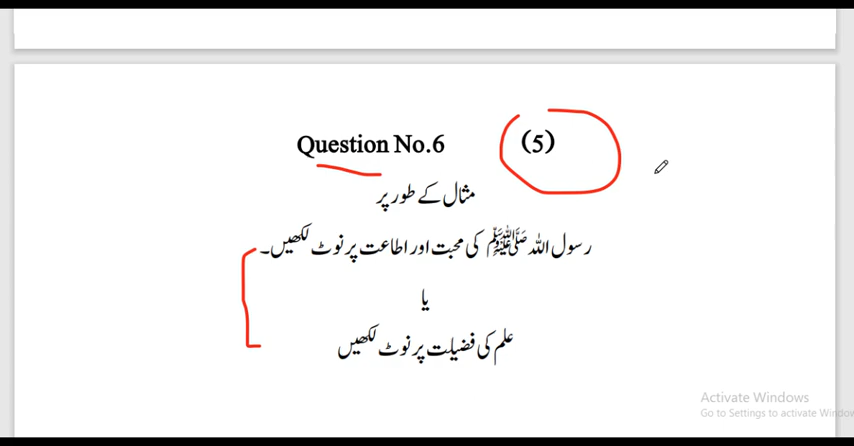 Question No.6 (5)
مثال کے طور پر
رسول اللہ ﷺ کی محبت اور اطاعت پر نوٹ لکھیں۔
یا
علم کی فضیلت پر نوٹ لکھیں
Activate Windows
Go to Settings to activate Windows